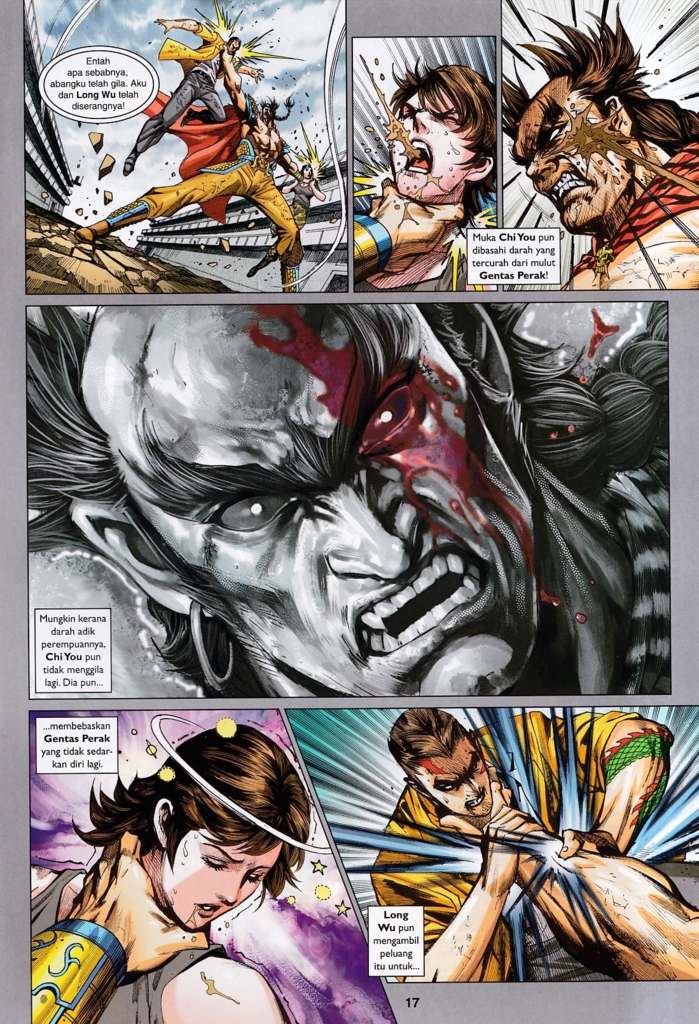 Entah
apa sebabnya,
abangku telah gila. Aku
dan Long Wu telah
diserangnya!
Muka Chi You pun
dibasahi darah yang
tercurah dari mulut
Gentas Perak!
Mungkin kerana
darah adik
perempuannya,
Chi You pun
tidak menggila
lagi. Dia pun...
...membebaskan
Gentas Perak
yang tidak sedar-
kan diri lagi.
Long
Wu pun
mengambil
peluang
itu untuk...
17